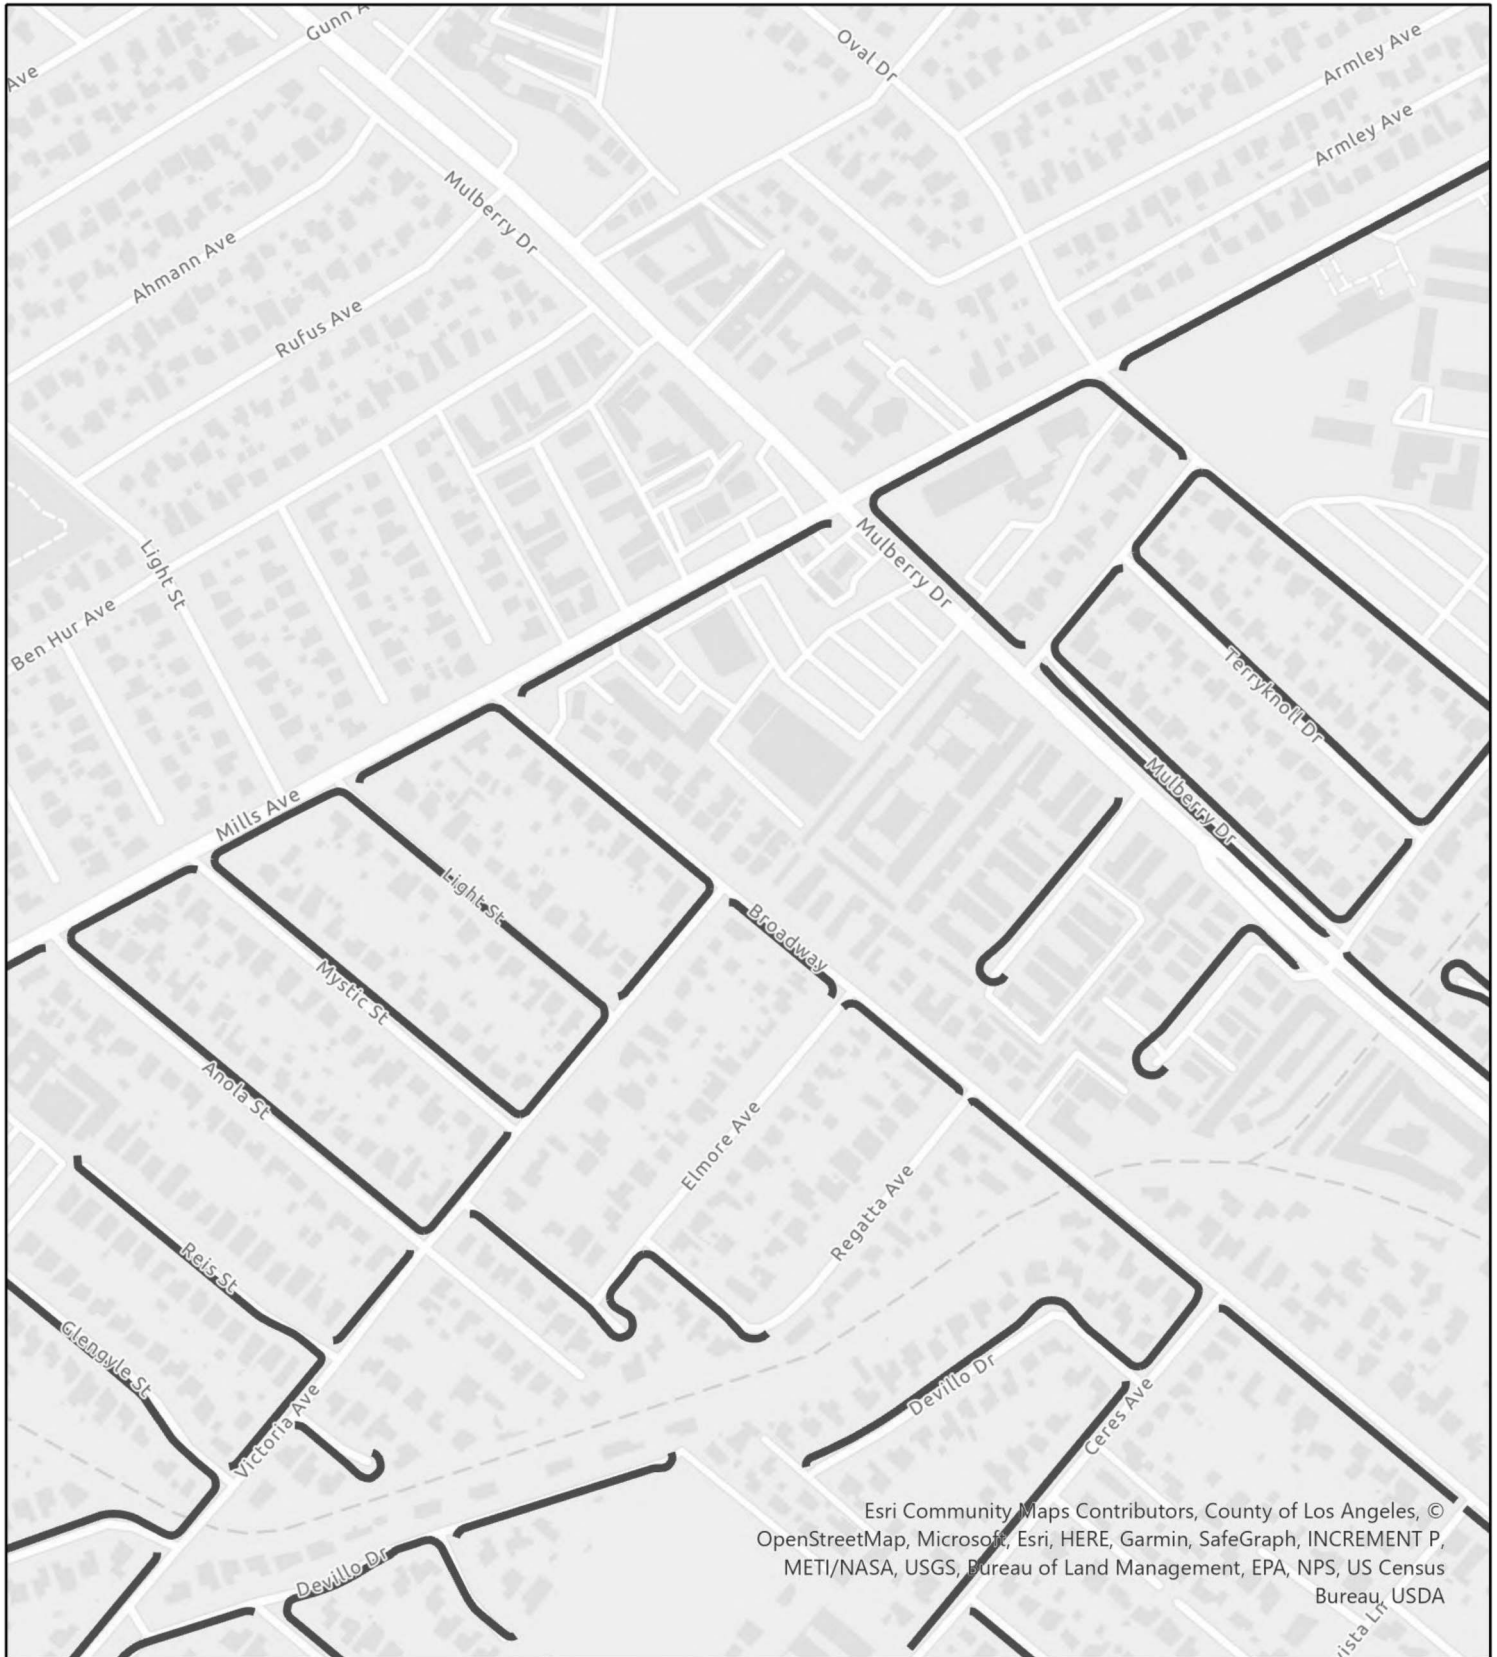 Gunn A
Oval Dr
Armley Ave
Ave
Armley Ave
Mulberry Dr
Ahmann Ave
Rufus Ave
Light St
Mulberry Dr
Ben Hur Ave
Terryknoll Dr
Mulberry Dr
Mills Ave
Light St
Broadway
Mystic St
Anola St
Elmore Ave
Regatta Ave
Reis St
Glengyle St
Devillo Dr
Ceres Ave
Victoria Ave
Devillo Dr
Esri Community Maps Contributors, County of Los Angeles, ©
OpenStreetMap, Microsoft, Esri, HERE, Garmin, SafeGraph, INCREMENT P,
METI/NASA, USGS, Bureau of Land Management, EPA, NPS, US Census
Bureau, USDA
ista Ln